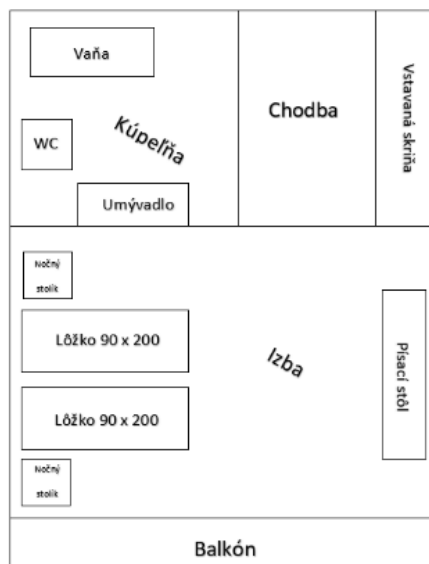 Vaňa
Chodba
Vstavaná skriňa
Kúpeľňa
WC
Umývadlo
Nočný
stolík
Lôžko 90 x 200
Izba
Písací stôl
Lôžko 90 x 200
Nočný
stolík
Balkón